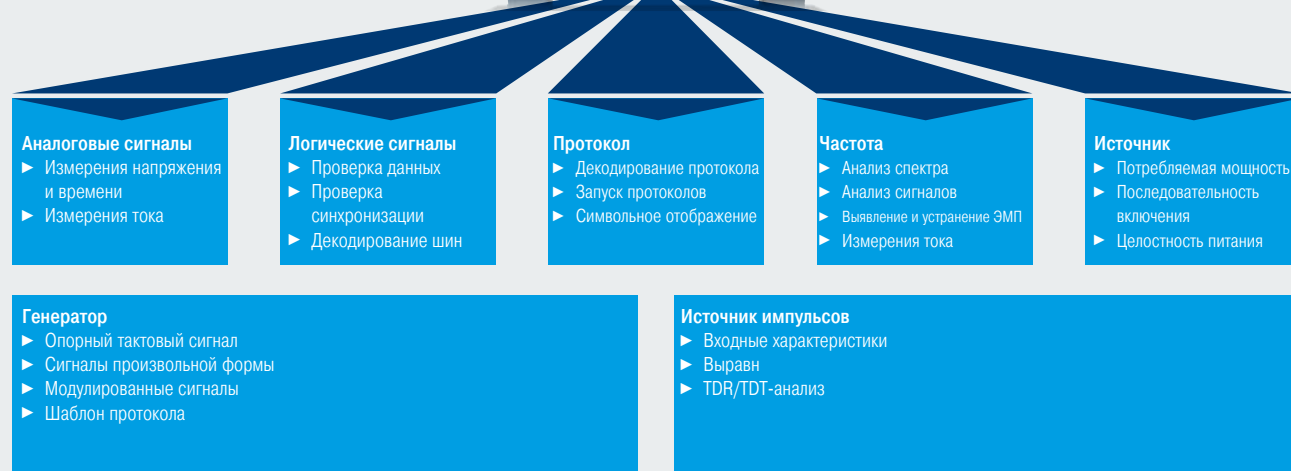 Аналоговые сигналы
► Измерения напряжения
и времени
► Измерения тока
Логические сигналы
► Проверка данных
► Проверка
синхронизации
► Декодирование шин
Протокол
► Декодирование протокола
► Запуск протоколов
► Символьное отображение
Частота
► Анализ спектра
► Анализ сигналов
► Выявление и устранение ЭМП
► Измерения тока
Источник
► Потребляемая мощность
► Последовательность
включения
► Целостность питания
Генератор
► Опорный тактовый сигнал
► Сигналы произвольной формы
► Модулированные сигналы
► Шаблон протокола
Источник импульсов
► Входные характеристики
► Выравн
► TDR/TDT-анализ